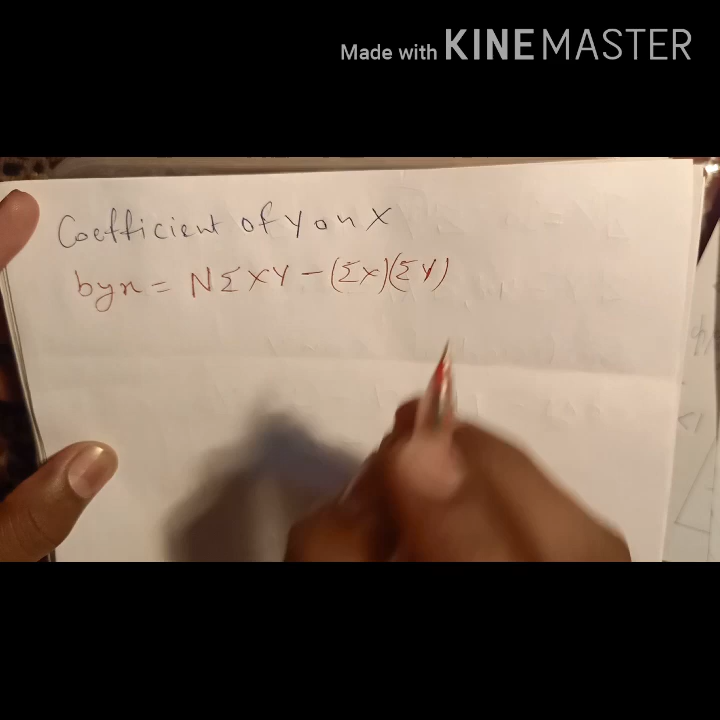 Made with KINEMASTER
Coefficient of Y on X
byx = NΣXY - (Σx)(Σy)